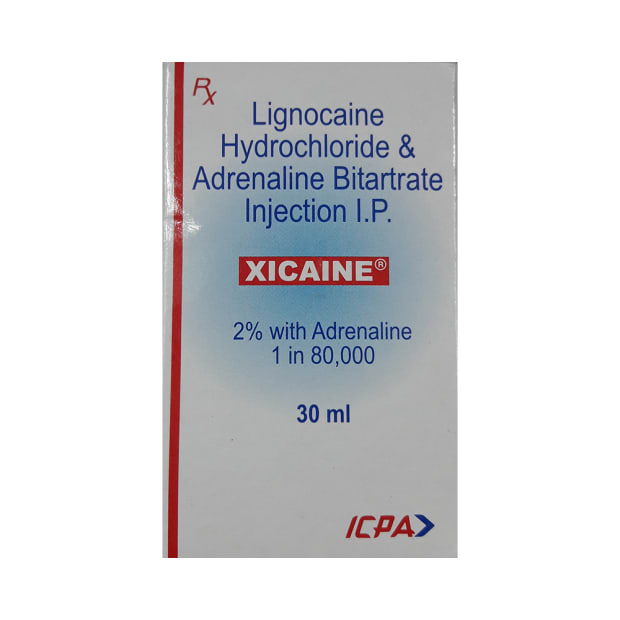 Rx
Lignocaine
Hydrochloride &
Adrenaline Bitartrate
Injection I.P.
XICAINE®
2% with Adrenaline
1 in 80,000
30 ml
ICPA